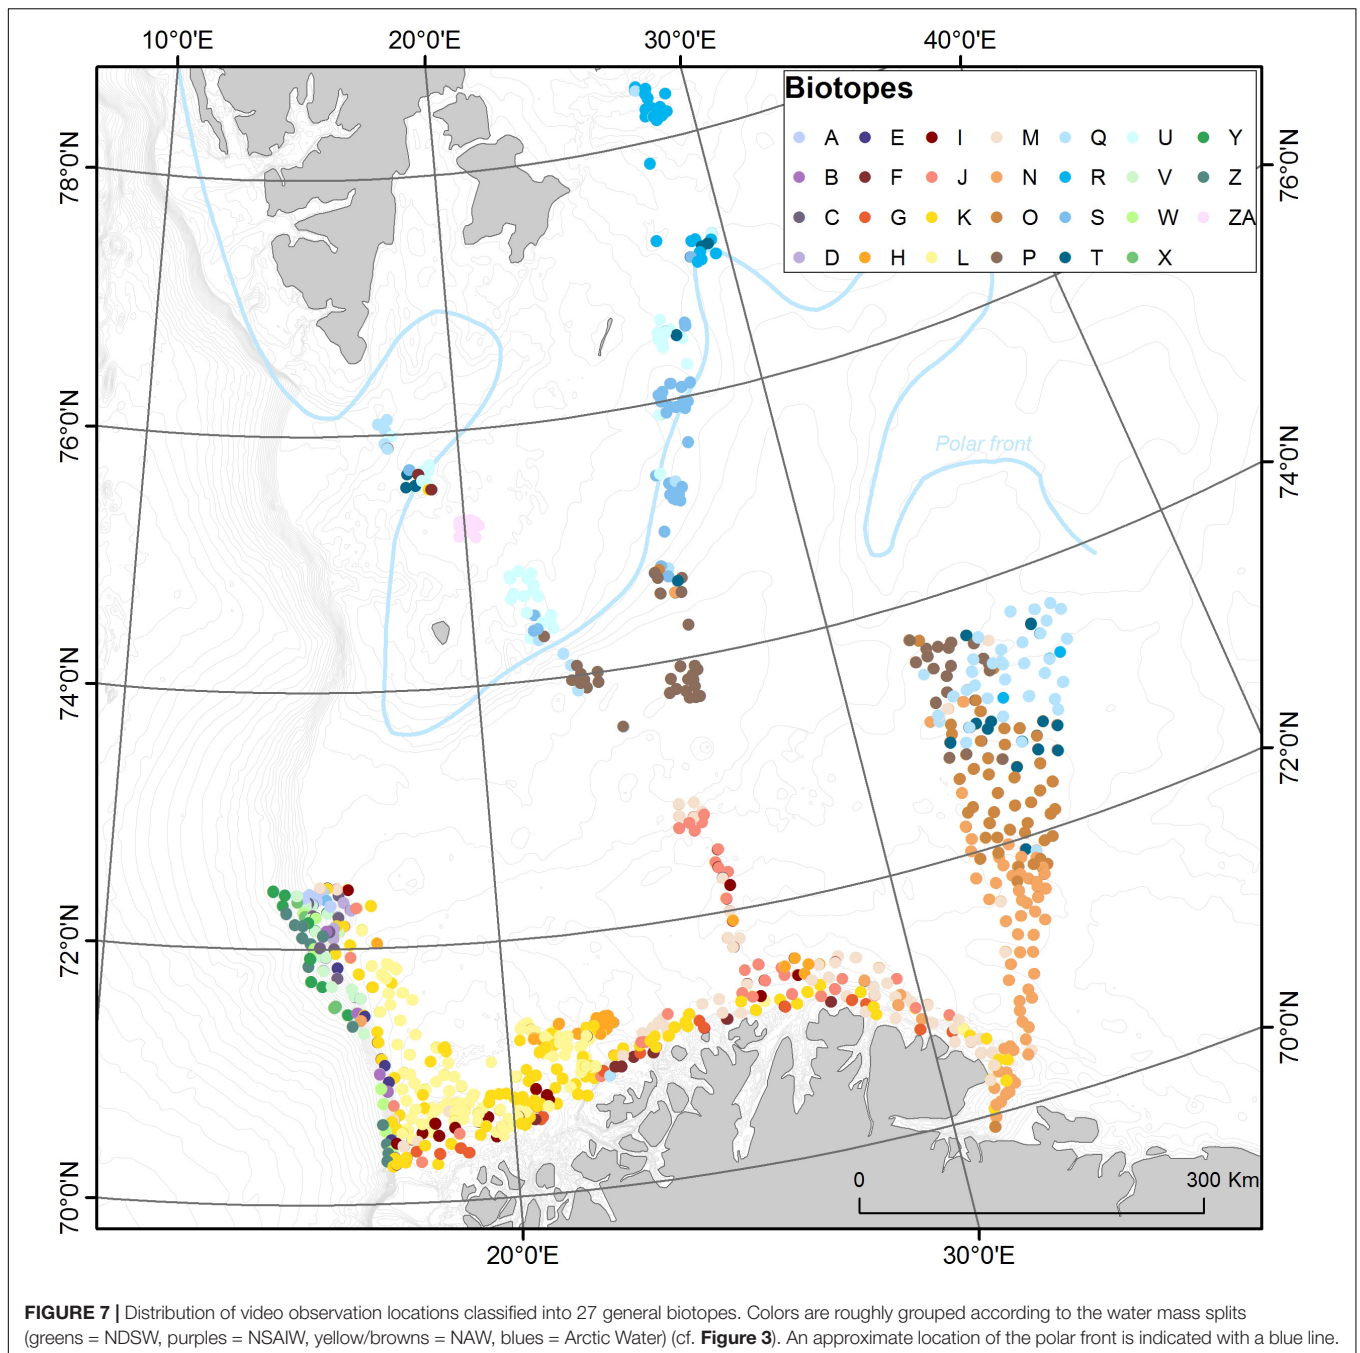 10°0'E 20°0'E 30°0'E 40°0'E
Biotopes
A E I M Q U Y
B F J N R V Z
C G K O S W ZA
D H L P T X
78°0'N
76°0'N
74°0'N
72°0'N
70°0'N
76°0'N
74°0'N
72°0'N
70°0'N
Polar front
0 300 Km
20°0'E 30°0'E
FIGURE 7 | Distribution of video observation locations classified into 27 general biotopes. Colors are roughly grouped according to the water mass splits
(greens = NDSW, purples = NSAIW, yellow/browns = NAW, blues = Arctic Water) (cf. Figure 3). An approximate location of the polar front is indicated with a blue line.